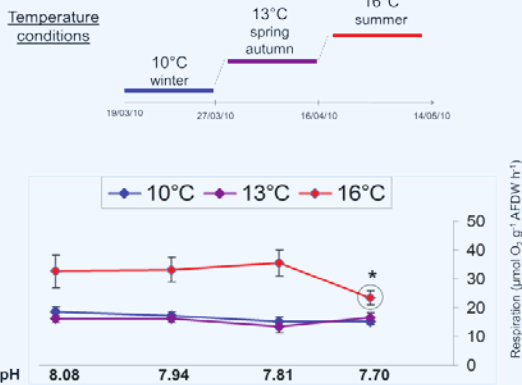 Temperature
conditions
10°C
winter
13°C
spring
autumn
16°C
summer
19/03/10
27/03/10
16/04/10
14/05/10
10°C
13°C
16°C
50
40
30
20
10
0
*
Respiration (µmol O₂ g⁻¹ AFDW h⁻¹)
pH
8.08
7.94
7.81
7.70